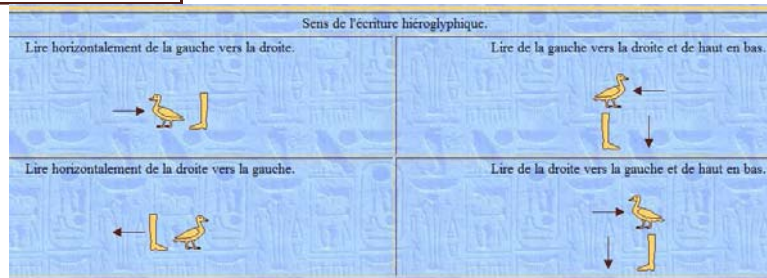 Sens de l'écriture hiéroglyphique.
Lire horizontalement de la gauche vers la droite.
Lire de la gauche vers la droite et de haut en bas.
Lire horizontalement de la droite vers la gauche.
Lire de la droite vers la gauche et de haut en bas.